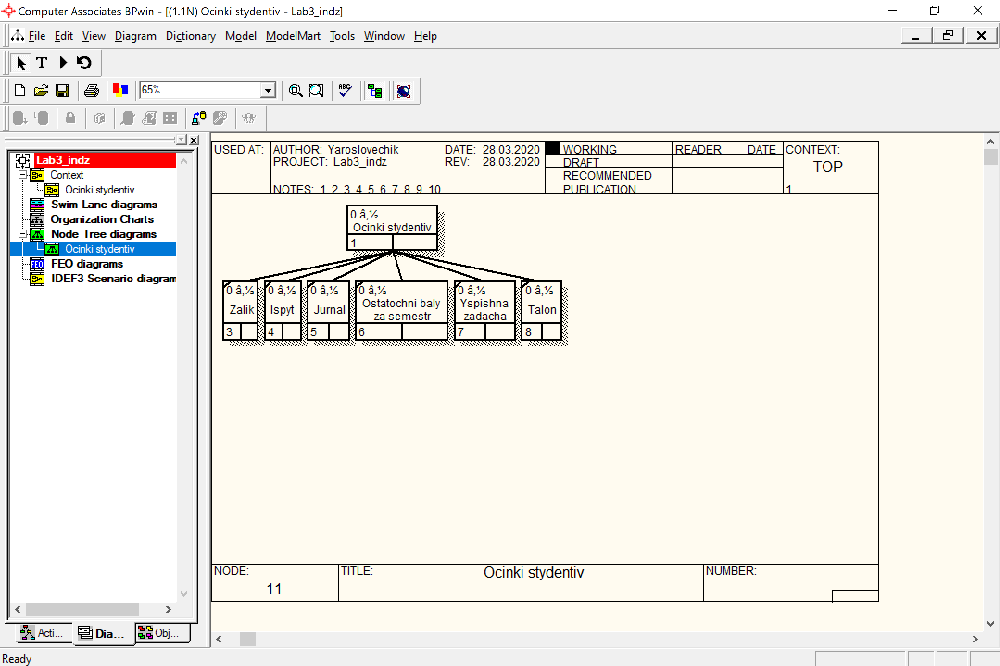 Computer Associates BPwin - [(1.1N) Ocinki stydentiv - Lab3_indz]
File Edit View Diagram Dictionary Model ModelMart Tools Window Help
T
65%
ABC
Lab3_indz
Context
Ocinki stydentiv
Swim Lane diagrams
Organization Charts
Node Tree diagrams
Ocinki stydentiv
FEO FEO diagrams
IDEF3 Scenario diagram
Acti... Dia... Obj...
USED AT: AUTHOR: Yaroslovechik DATE: 28.03.2020 WORKING READER DATE CONTEXT:
PROJECT: Lab3_indz REV: 28.03.2020 DRAFT TOP
RECOMMENDED
NOTES: 1 2 3 4 5 6 7 8 9 10 PUBLICATION 1
0 â‚½
Ocinki stydentiv
1
0 â‚½
Zalik
3
0 â‚½
Ispyt
4
0 â‚½
Jurnal
5
0 â‚½
Ostatochni baly
za semestr
6
0 â‚½
Yspishna
zadacha
7
0 â‚½
Talon
8
NODE: TITLE: Ocinki stydentiv NUMBER:
11
Ready